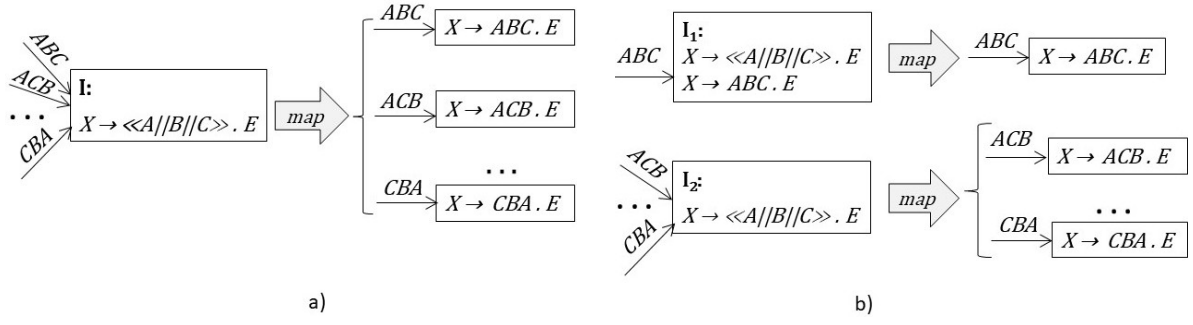 ABC
ACB
...
CBA
I:
X → ≪A||B||C≫. E
map
ABC
X → ABC. E
ACB
X → ACB. E
...
CBA
X → CBA. E
a)
ABC
I₁:
X → ≪A||B||C≫. E
X → ABC. E
map
ABC
X → ABC. E
ACB
...
CBA
I₂:
X → ≪A||B||C≫. E
map
ACB
X → ACB. E
...
CBA
X → CBA. E
b)